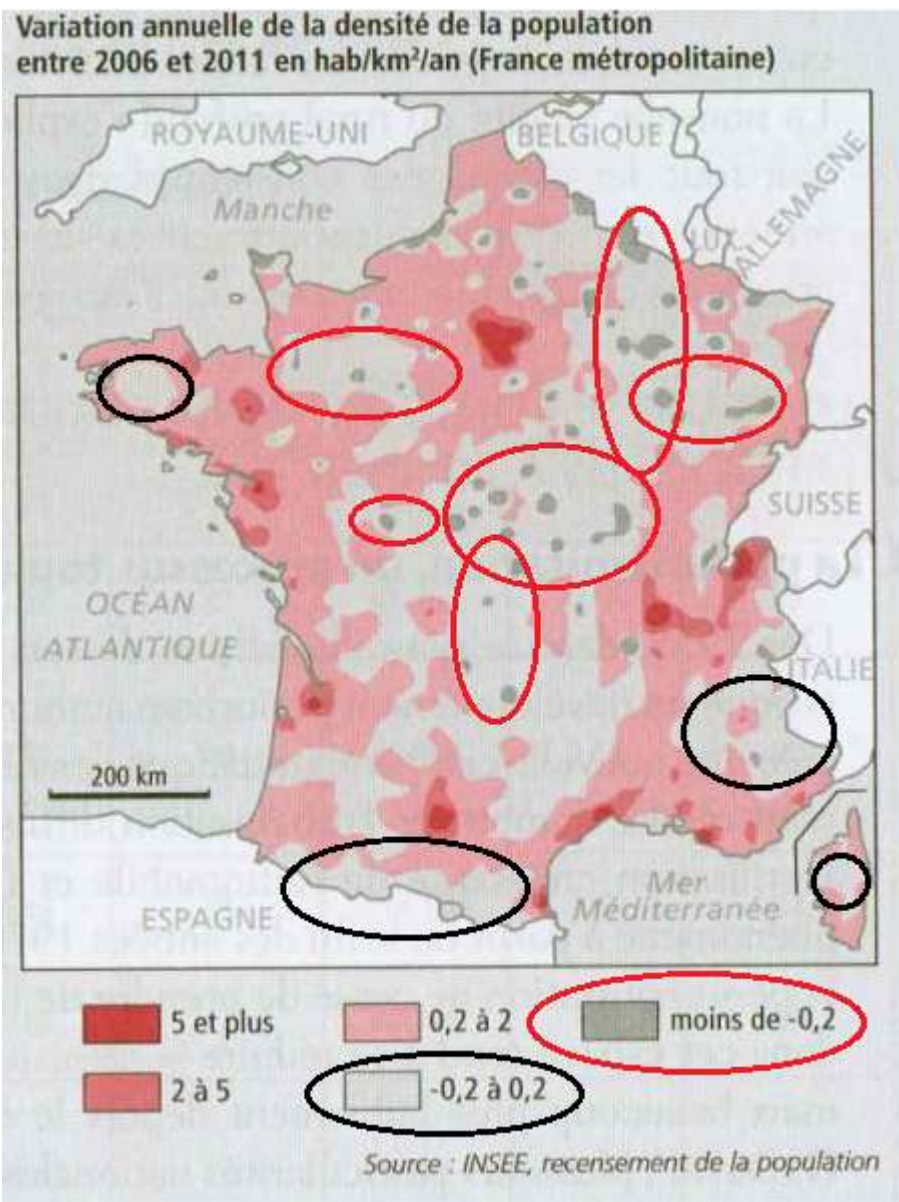 Variation annuelle de la densité de la population
entre 2006 et 2011 en hab/km²/an (France métropolitaine)
ROYAUME-UNI
BELGIQUE
ALLEMAGNE
Manche
LUX.
SUISSE
OCÉAN
ATLANTIQUE
ITALIE
200 km
ESPAGNE
Mer
Méditerranée
5 et plus
0,2 à 2
moins de -0,2
2 à 5
-0,2 à 0,2
Source : INSEE, recensement de la population